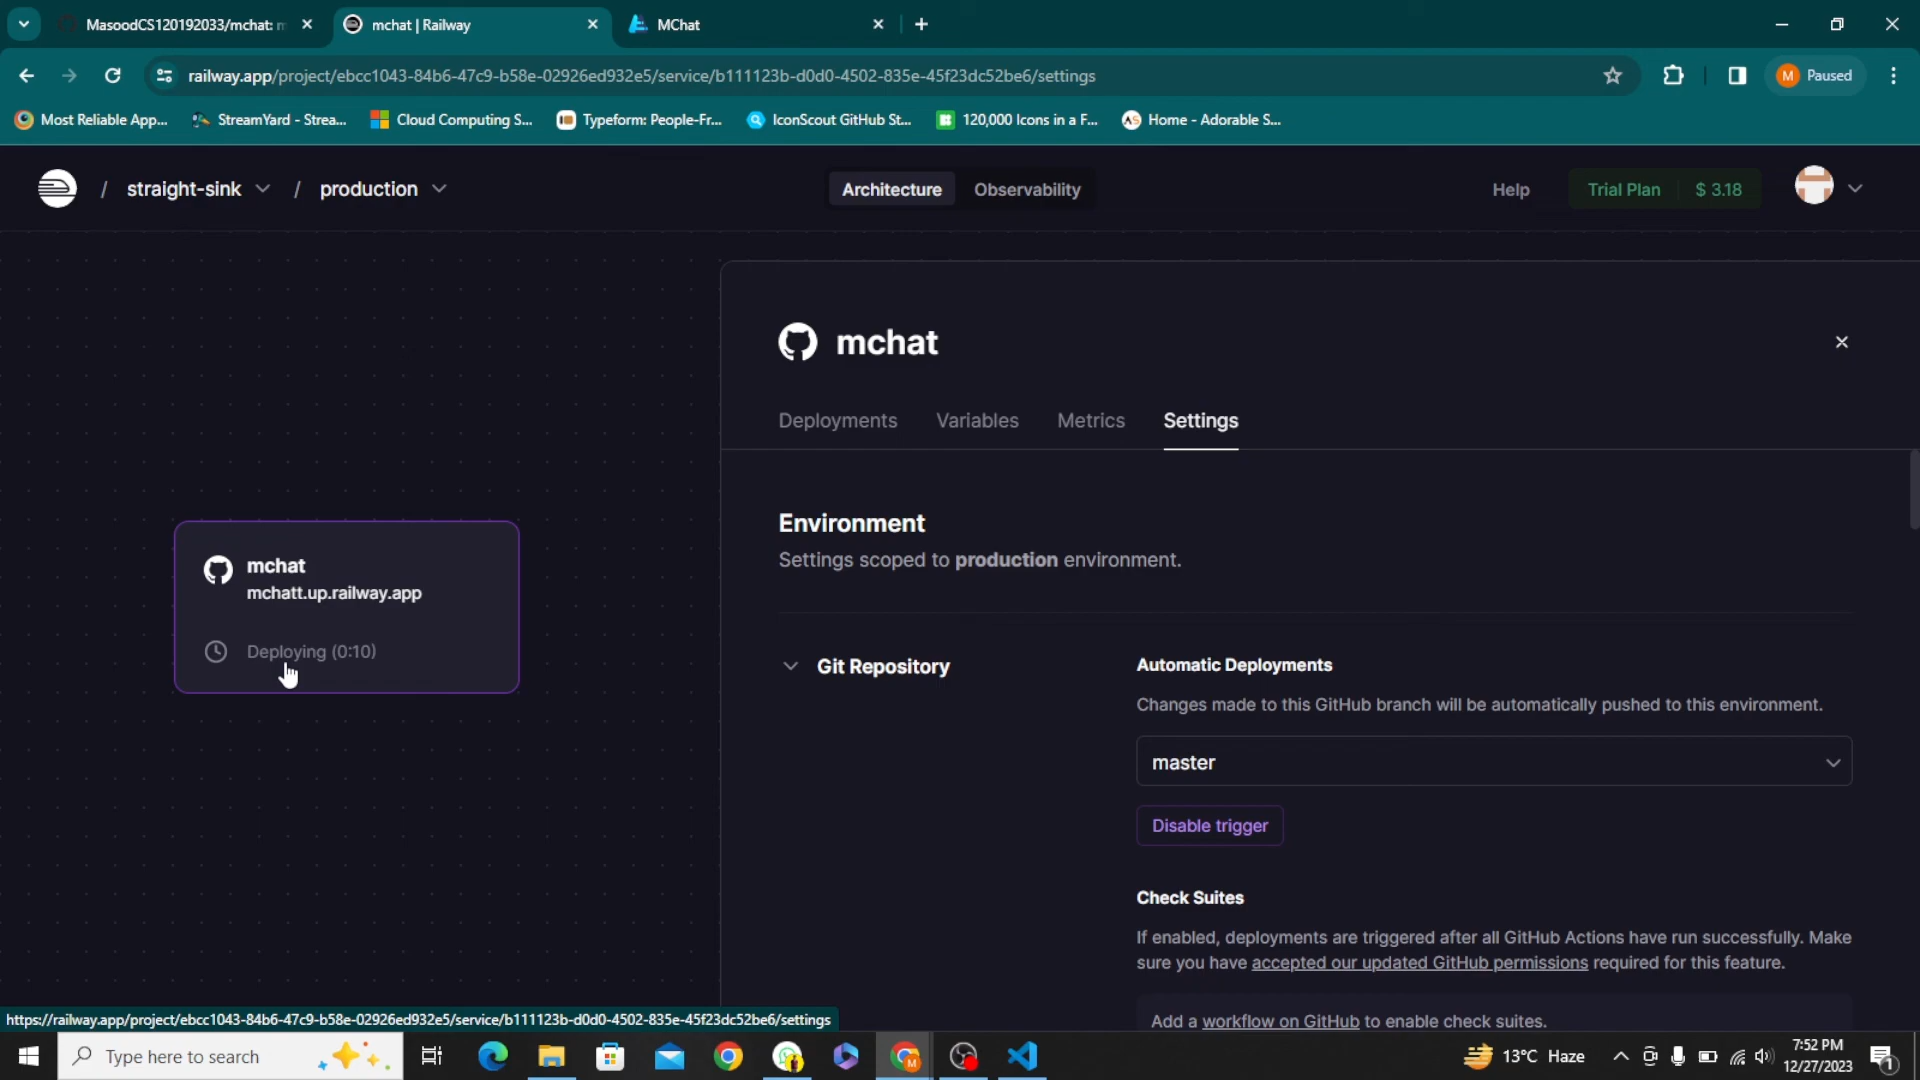 MasoodCS120192033/mchat: m
mchat | Railway
MChat
railway.app/project/ebcc1043-84b6-47c9-b58e-02926ed932e5/service/b111123b-d0d0-4502-835e-45f23dc52be6/settings
M Paused
Most Reliable App...
StreamYard - Strea...
Cloud Computing S...
Typeform: People-Fr...
IconScout GitHub St...
120,000 Icons in a F...
Home - Adorable S...
/ straight-sink / production
Architecture Observability
Help
Trial Plan $ 3.18
mchat
Deployments Variables Metrics Settings
Environment
Settings scoped to production environment.
mchat
mchatt.up.railway.app
Deploying (0:10)
Git Repository
Automatic Deployments
Changes made to this GitHub branch will be automatically pushed to this environment.
master
Disable trigger
Check Suites
If enabled, deployments are triggered after all GitHub Actions have run successfully. Make
sure you have accepted our updated GitHub permissions required for this feature.
Add a workflow on GitHub to enable check suites.
https://railway.app/project/ebcc1043-84b6-47c9-b58e-02926ed932e5/service/b111123b-d0d0-4502-835e-45f23dc52be6/settings
Type here to search
13°C Haze
7:52 PM
12/27/2023
1